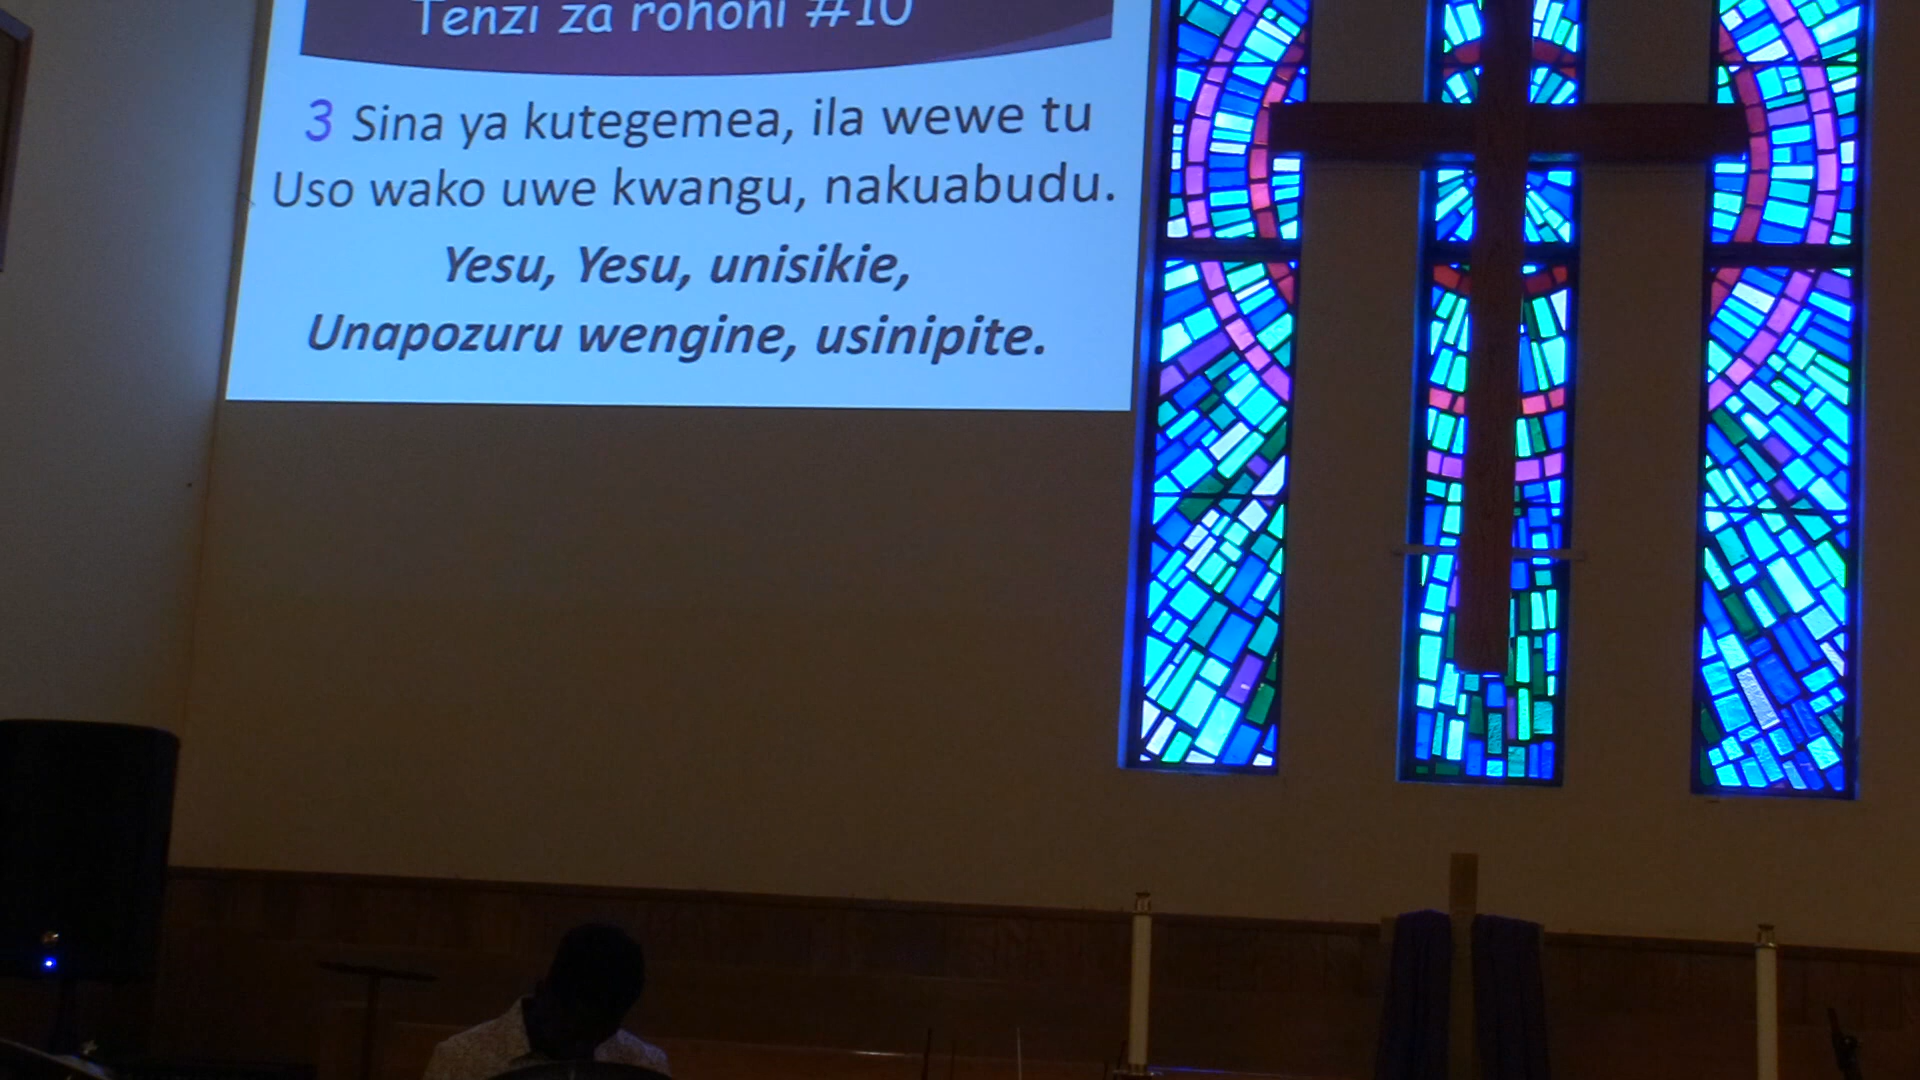 Tenzi za rohoni #10
3 Sina ya kutegemea, ila wewe tu
Uso wako uwe kwangu, nakuabudu.
Yesu, Yesu, unisikie,
Unapozuru wengine, usinipite.